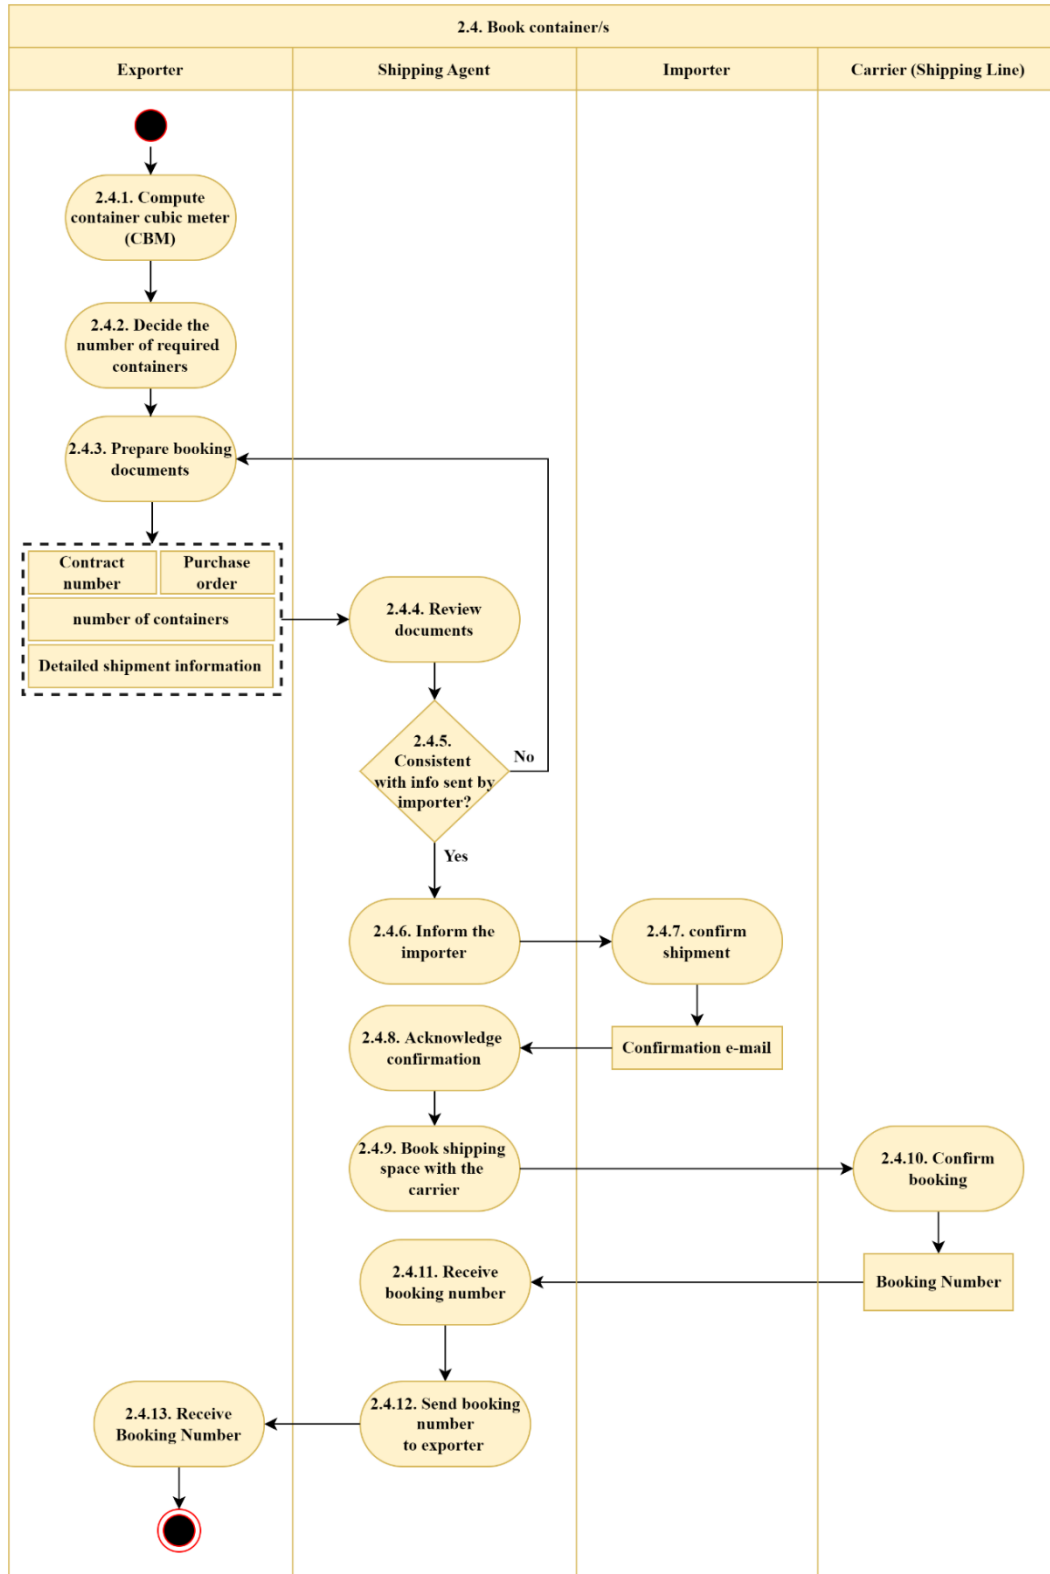 2.4. Book container/s
Exporter
Shipping Agent
Importer
Carrier (Shipping Line)
2.4.1. Compute
container cubic meter
(CBM)
2.4.2. Decide the
number of required
containers
2.4.3. Prepare booking
documents
Contract
number
Purchase
order
number of containers
Detailed shipment information
2.4.4. Review
documents
2.4.5.
Consistent
with info sent by
importer?
No
Yes
2.4.6. Inform the
importer
2.4.7. confirm
shipment
Confirmation e-mail
2.4.8. Acknowledge
confirmation
2.4.9. Book shipping
space with the
carrier
2.4.10. Confirm
booking
Booking Number
2.4.11. Receive
booking number
2.4.12. Send booking
number
to exporter
2.4.13. Receive
Booking Number